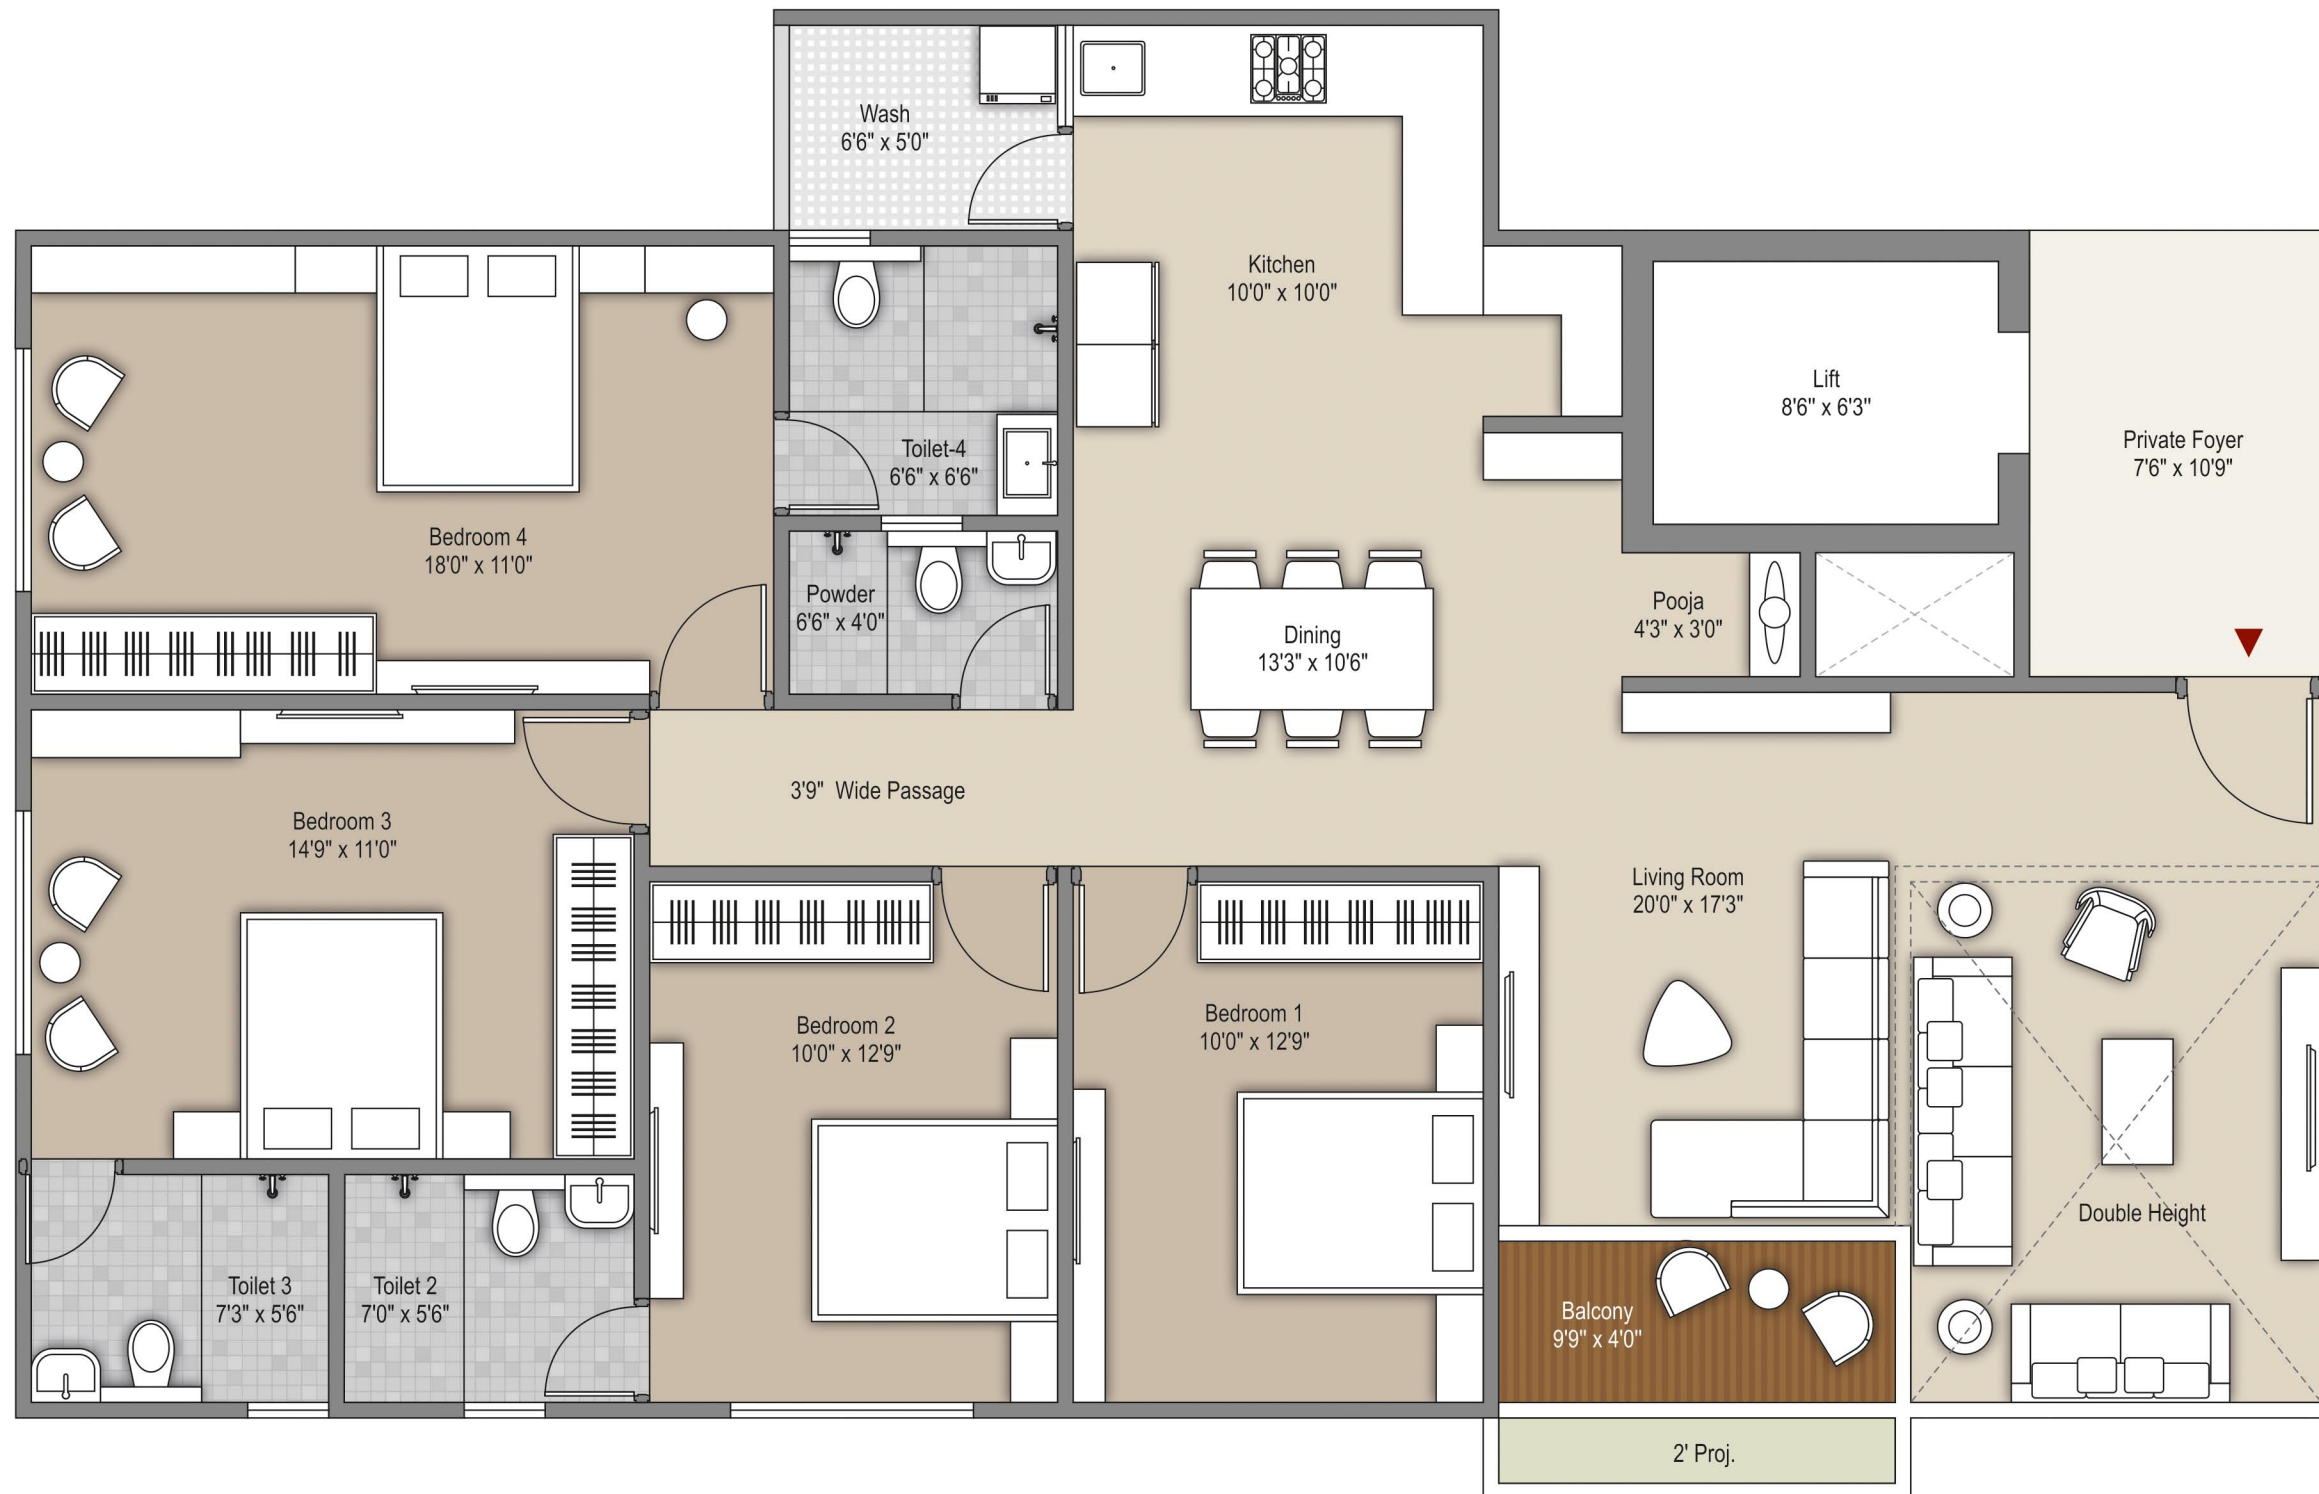 Wash
6'6" x 5'0"
Kitchen
10'0" x 10'0"
Lift
8'6" x 6'3"
Private Foyer
7'6" x 10'9"
Toilet-4
6'6" x 6'6"
Bedroom 4
18'0" x 11'0"
Powder
6'6" x 4'0"
Dining
13'3" x 10'6"
Pooja
4'3" x 3'0"
3'9" Wide Passage
Bedroom 3
14'9" x 11'0"
Living Room
20'0" x 17'3"
Bedroom 2
10'0" x 12'9"
Bedroom 1
10'0" x 12'9"
Double Height
Toilet 3
7'3" x 5'6"
Toilet 2
7'0" x 5'6"
Balcony
9'9" x 4'0"
2' Proj.